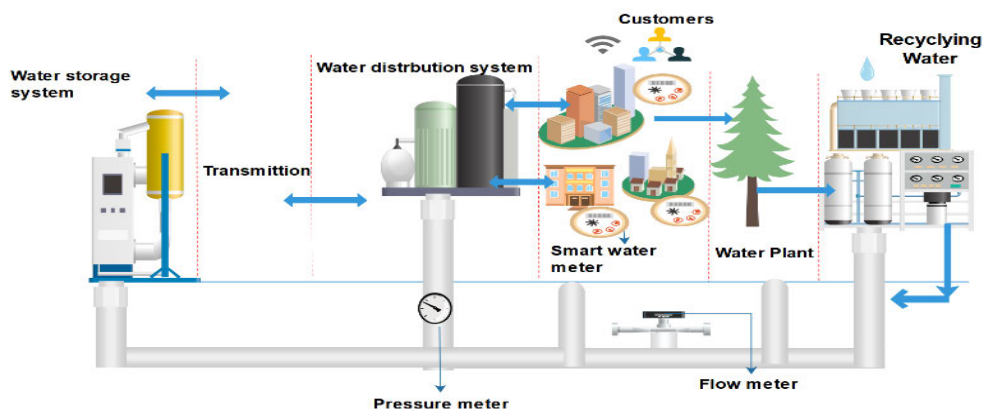 Customers
Recyclying
Water
Water storage
system
Water distrbution system
Transmittion
Smart water
meter
Water Plant
Flow meter
Pressure meter